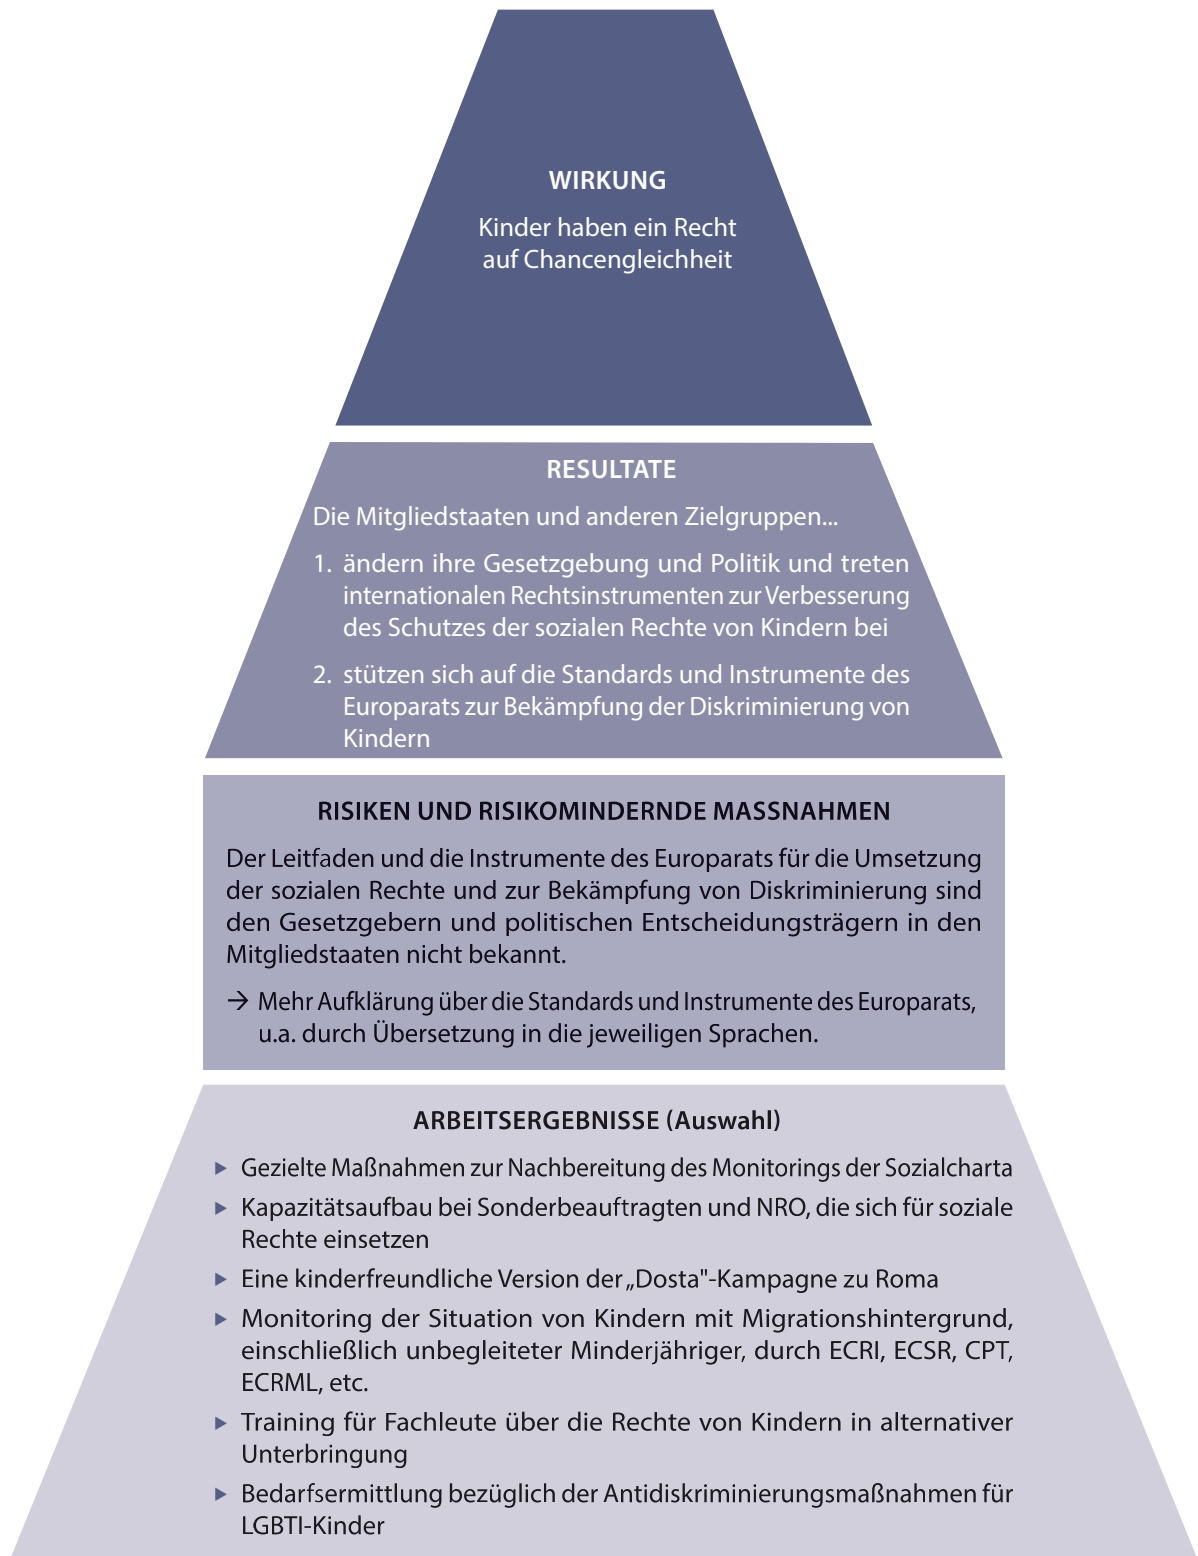 WIRKUNG
Kinder haben ein Recht
auf Chancengleichheit
RESULTATE
Die Mitgliedstaaten und anderen Zielgruppen...
1. ändern ihre Gesetzgebung und Politik und treten
internationalen Rechtsinstrumenten zur Verbesserung
des Schutzes der sozialen Rechte von Kindern bei
2. stützen sich auf die Standards und Instrumente des
Europarats zur Bekämpfung der Diskriminierung von
Kindern
RISIKEN UND RISIKOMINDERNDE MASSNAHMEN
Der Leitfaden und die Instrumente des Europarats für die Umsetzung
der sozialen Rechte und zur Bekämpfung von Diskriminierung sind
den Gesetzgebern und politischen Entscheidungsträgern in den
Mitgliedstaaten nicht bekannt.
→ Mehr Aufklärung über die Standards und Instrumente des Europarats,
u.a. durch Übersetzung in die jeweiligen Sprachen.
ARBEITSERGEBNISSE (Auswahl)
▶ Gezielte Maßnahmen zur Nachbereitung des Monitorings der Sozialcharta
▶ Kapazitätsaufbau bei Sonderbeauftragten und NRO, die sich für soziale
Rechte einsetzen
▶ Eine kinderfreundliche Version der „Dosta"-Kampagne zu Roma
▶ Monitoring der Situation von Kindern mit Migrationshintergrund,
einschließlich unbegleiteter Minderjähriger, durch ECRI, ECSR, CPT,
ECRML, etc.
▶ Training für Fachleute über die Rechte von Kindern in alternativer
Unterbringung
▶ Bedarfsermittlung bezüglich der Antidiskriminierungsmaßnahmen für
LGBTI-Kinder